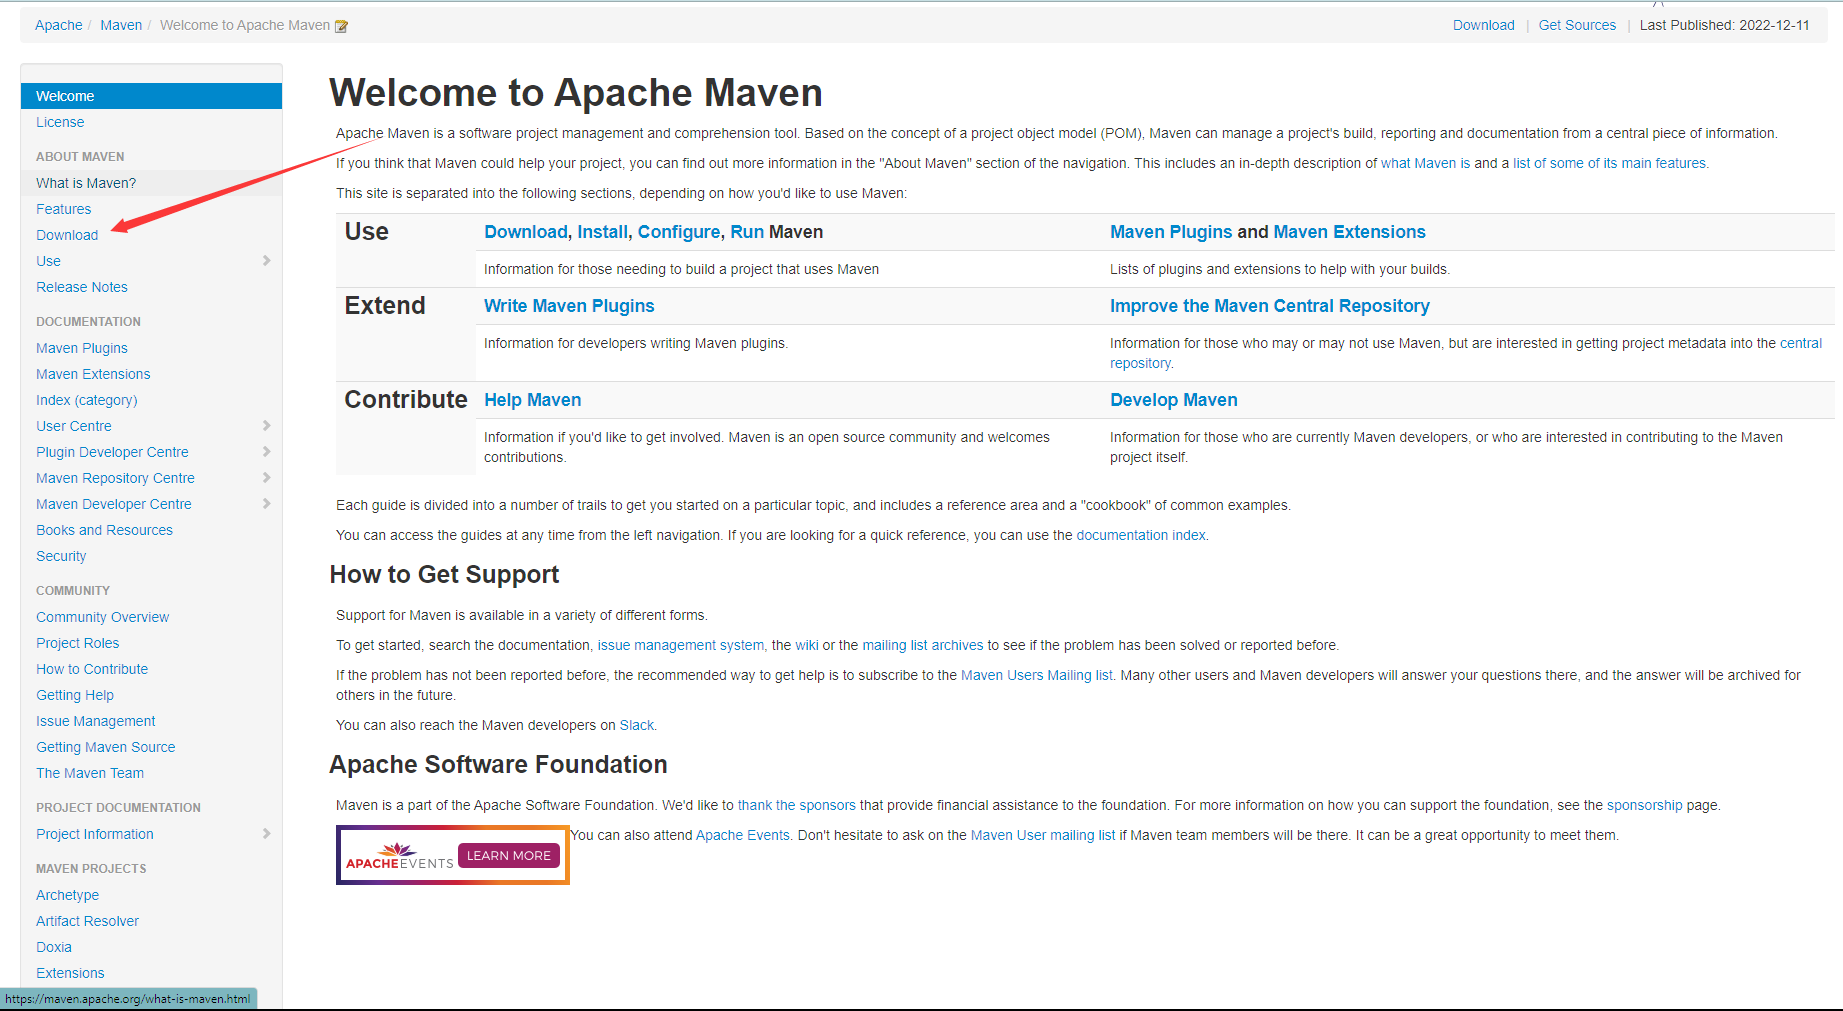 Apache / Maven / Welcome to Apache Maven
Download | Get Sources | Last Published: 2022-12-11
Welcome
License
ABOUT MAVEN
What is Maven?
Features
Download
Use
Release Notes
DOCUMENTATION
Maven Plugins
Maven Extensions
Index (category)
User Centre
Plugin Developer Centre
Maven Repository Centre
Maven Developer Centre
Books and Resources
Security
COMMUNITY
Community Overview
Project Roles
How to Contribute
Getting Help
Issue Management
Getting Maven Source
The Maven Team
PROJECT DOCUMENTATION
Project Information
MAVEN PROJECTS
Archetype
Artifact Resolver
Doxia
Extensions
https://maven.apache.org/what-is-maven.html
Welcome to Apache Maven
Apache Maven is a software project management and comprehension tool. Based on the concept of a project object model (POM), Maven can manage a project's build, reporting and documentation from a central piece of information.
If you think that Maven could help your project, you can find out more information in the "About Maven" section of the navigation. This includes an in-depth description of what Maven is and a list of some of its main features.
This site is separated into the following sections, depending on how you'd like to use Maven:
Use
Download, Install, Configure, Run Maven
Maven Plugins and Maven Extensions
Information for those needing to build a project that uses Maven
Lists of plugins and extensions to help with your builds.
Extend
Write Maven Plugins
Improve the Maven Central Repository
Information for developers writing Maven plugins.
Information for those who may or may not use Maven, but are interested in getting project metadata into the central
repository.
Contribute
Help Maven
Develop Maven
Information if you'd like to get involved. Maven is an open source community and welcomes
contributions.
Information for those who are currently Maven developers, or who are interested in contributing to the Maven
project itself.
Each guide is divided into a number of trails to get you started on a particular topic, and includes a reference area and a "cookbook" of common examples.
You can access the guides at any time from the left navigation. If you are looking for a quick reference, you can use the documentation index.
How to Get Support
Support for Maven is available in a variety of different forms.
To get started, search the documentation, issue management system, the wiki or the mailing list archives to see if the problem has been solved or reported before.
If the problem has not been reported before, the recommended way to get help is to subscribe to the Maven Users Mailing list. Many other users and Maven developers will answer your questions there, and the answer will be archived for
others in the future.
You can also reach the Maven developers on Slack.
Apache Software Foundation
Maven is a part of the Apache Software Foundation. We'd like to thank the sponsors that provide financial assistance to the foundation. For more information on how you can support the foundation, see the sponsorship page.
You can also attend Apache Events. Don't hesitate to ask on the Maven User mailing list if Maven team members will be there. It can be a great opportunity to meet them.
APACHEEVENTS LEARN MORE